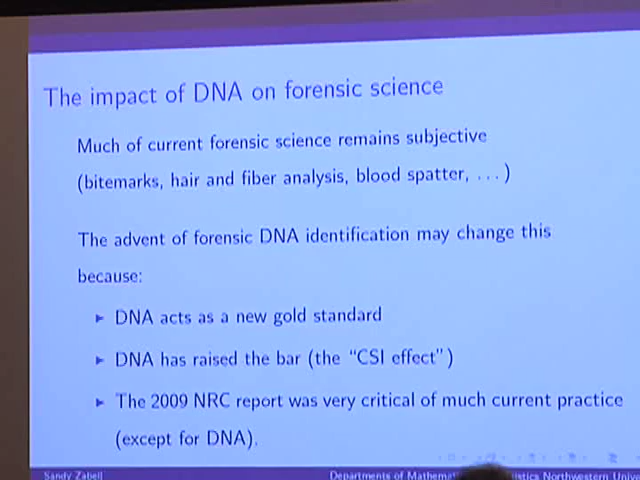 The impact of DNA on forensic science
Much of current forensic science remains subjective
(bitemarks, hair and fiber analysis, blood spatter, ...)
The advent of forensic DNA identification may change this
because:
▶ DNA acts as a new gold standard
▶ DNA has raised the bar (the “CSI effect”)
▶ The 2009 NRC report was very critical of much current practice
(except for DNA).
Sandy Zabell
Departments of Northwestern